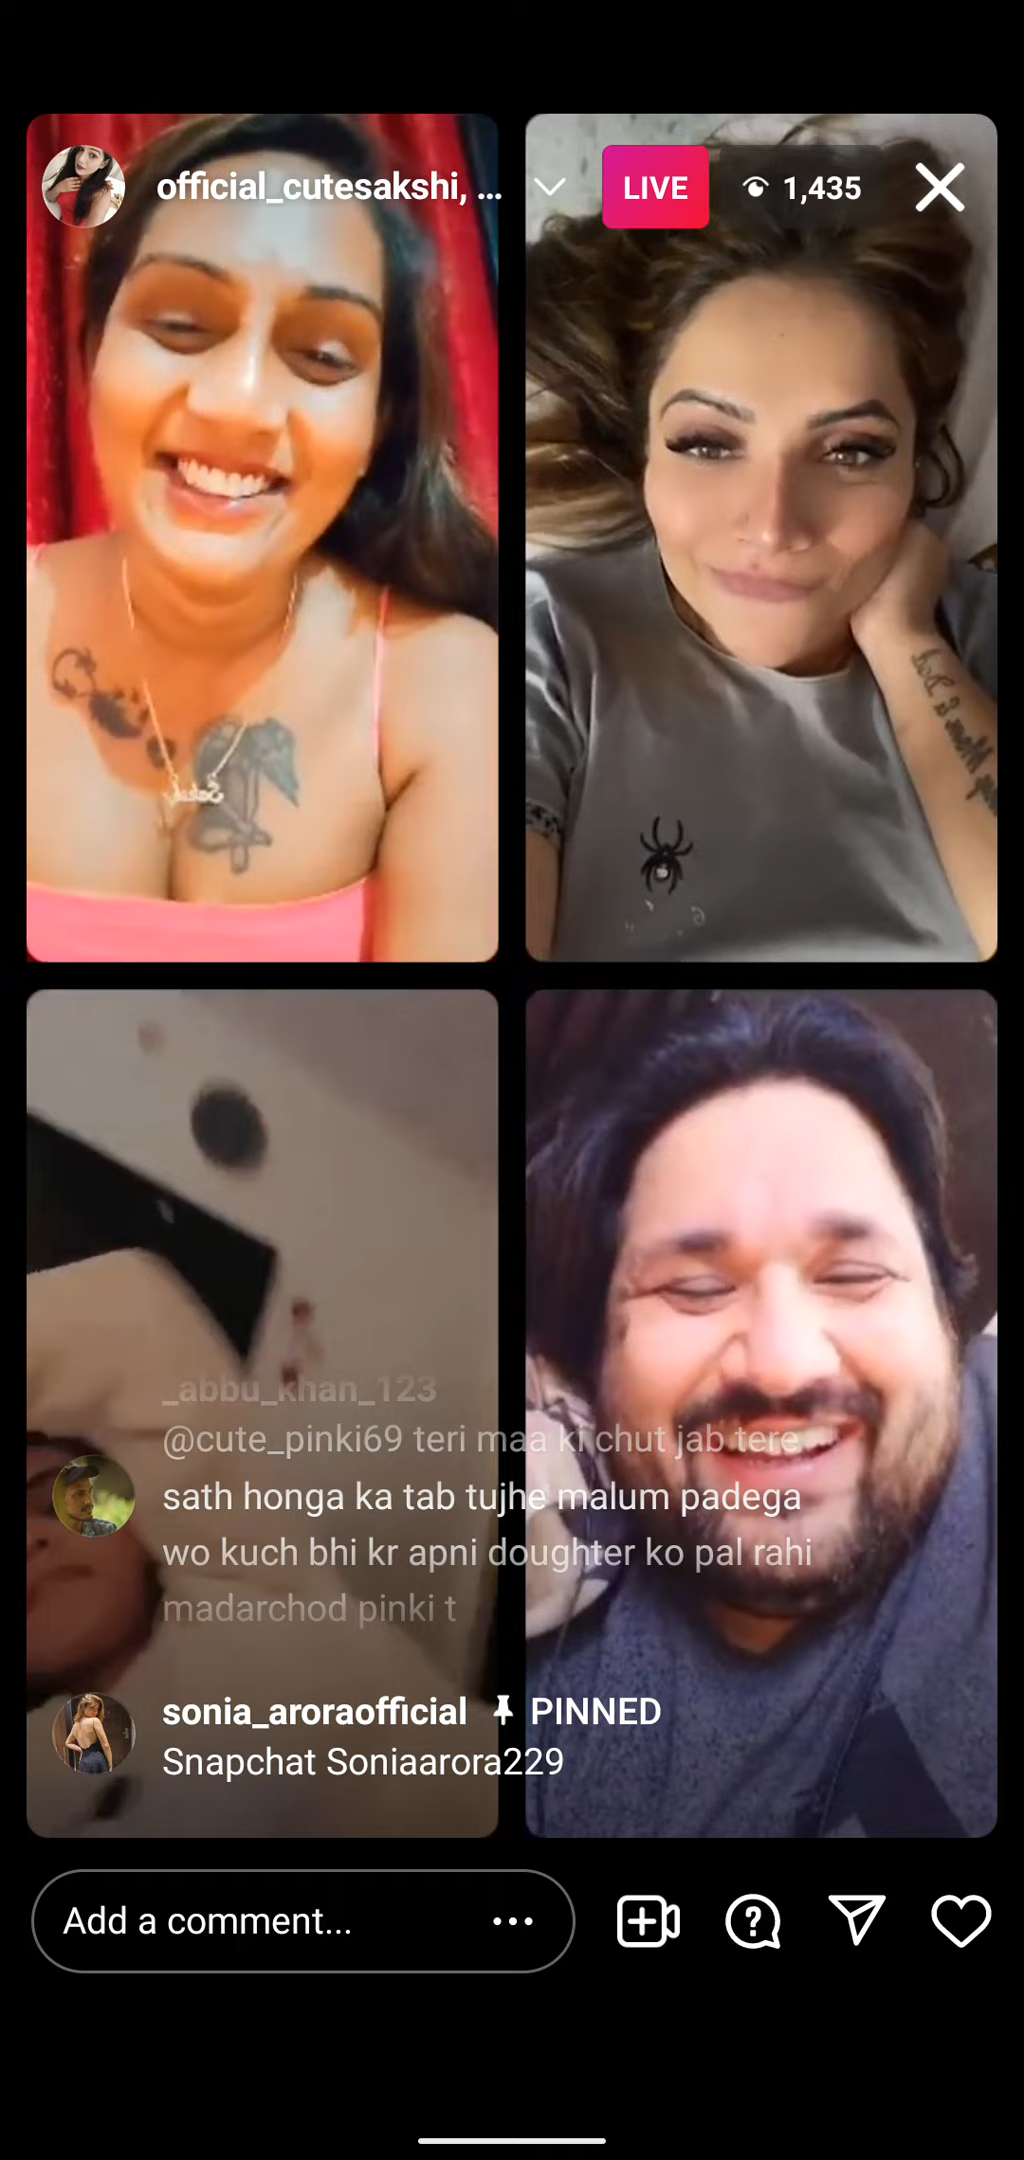 official_cutesakshi, ...
LIVE
1,435
_abbu_khan_123
@cute_pinki69 teri maa ki chut jab tere
sath honga ka tab tujhe malum padega
wo kuch bhi kr apni doughter ko pal rahi
madarchod pinki t
sonia_aroraofficial PINNED
Snapchat Soniaarora229
Add a comment...